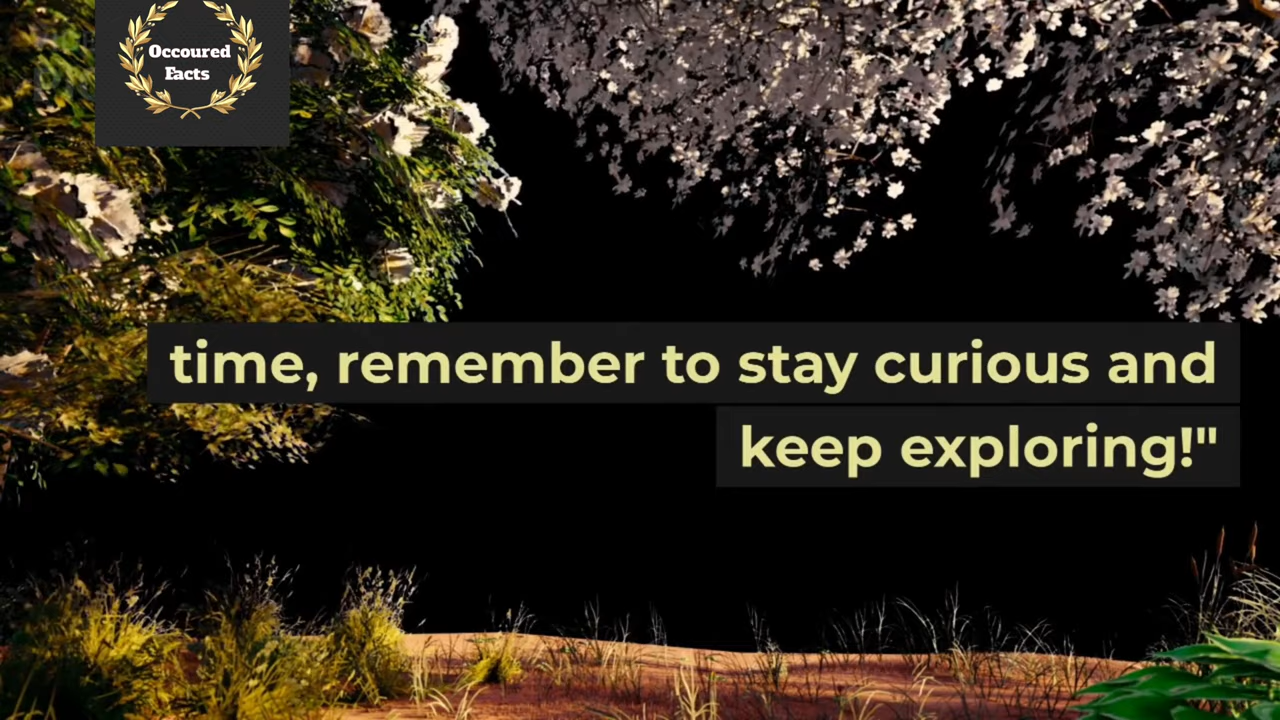 Occoured
Facts
time, remember to stay curious and
keep exploring!"